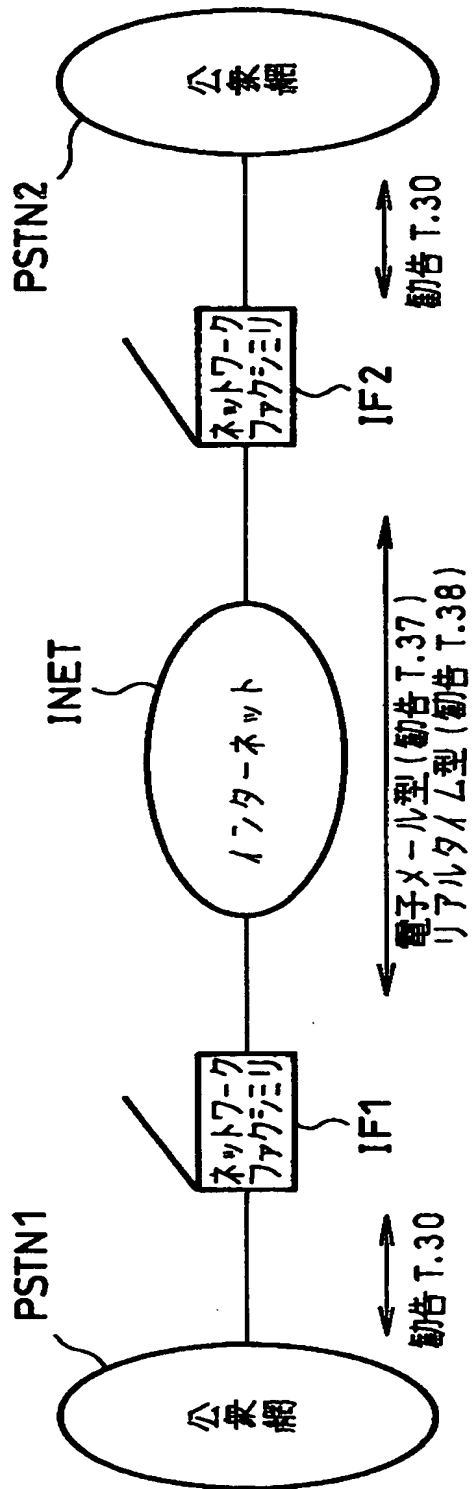 PSTN1
公衆網
勧告 T.30
ネットワーク
ファクシミリ
IF1
INET
インターネット
電子メール型(勧告 T.37)
リアルタイム型(勧告 T.38)
ネットワーク
ファクシミリ
IF2
勧告 T.30
PSTN2
公衆網